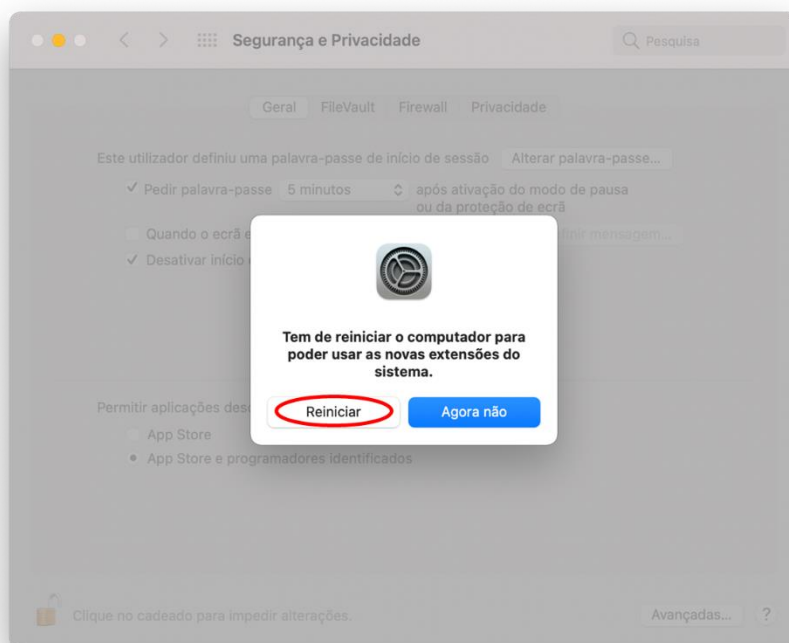 Segurança e Privacidade
Pesquisa
Geral FileVault Firewall Privacidade
Este utilizador definiu uma palavra-passe de início de sessão Alterar palavra-passe...
Pedir palavra-passe 5 minutos após ativação do modo de pausa
ou da proteção de ecrã
Quando o ecrã mensagem...
Desativar início
Tem de reiniciar o computador para
poder usar as novas extensões do
sistema.
Reiniciar Agora não
Permitir aplicações
App Store
App Store e programadores identificados
Clique no cadeado para impedir alterações.
Avançadas... ?